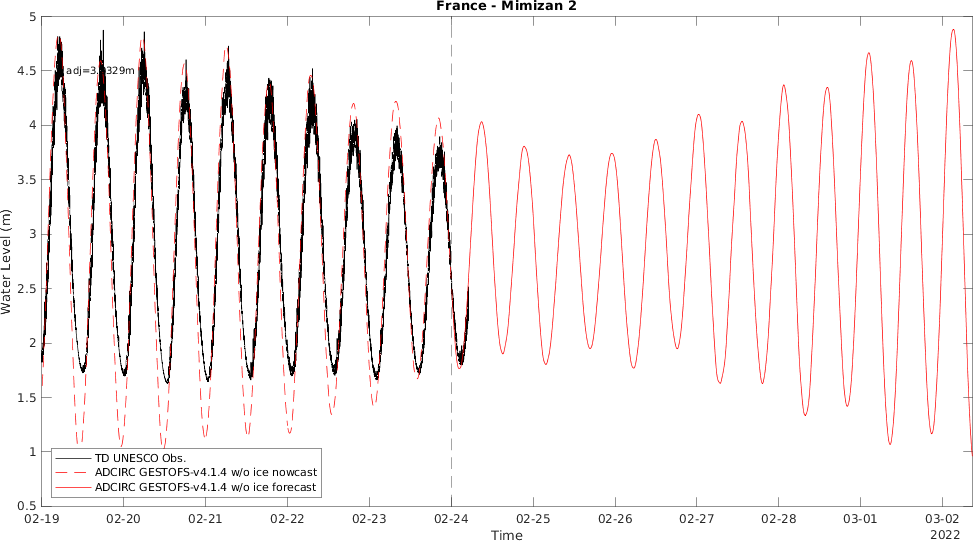 France - Mimizan 2
Water Level (m)
5
4.5
4
3.5
3
2.5
2
1.5
1
0.5
TD UNESCO Obs.
ADCIRC GESTOFS-v4.1.4 w/o ice nowcast
ADCIRC GESTOFS-v4.1.4 w/o ice forecast
02-19 02-20 02-21 02-22 02-23 02-24 02-25 02-26 02-27 02-28 03-01 03-02
2022
Time